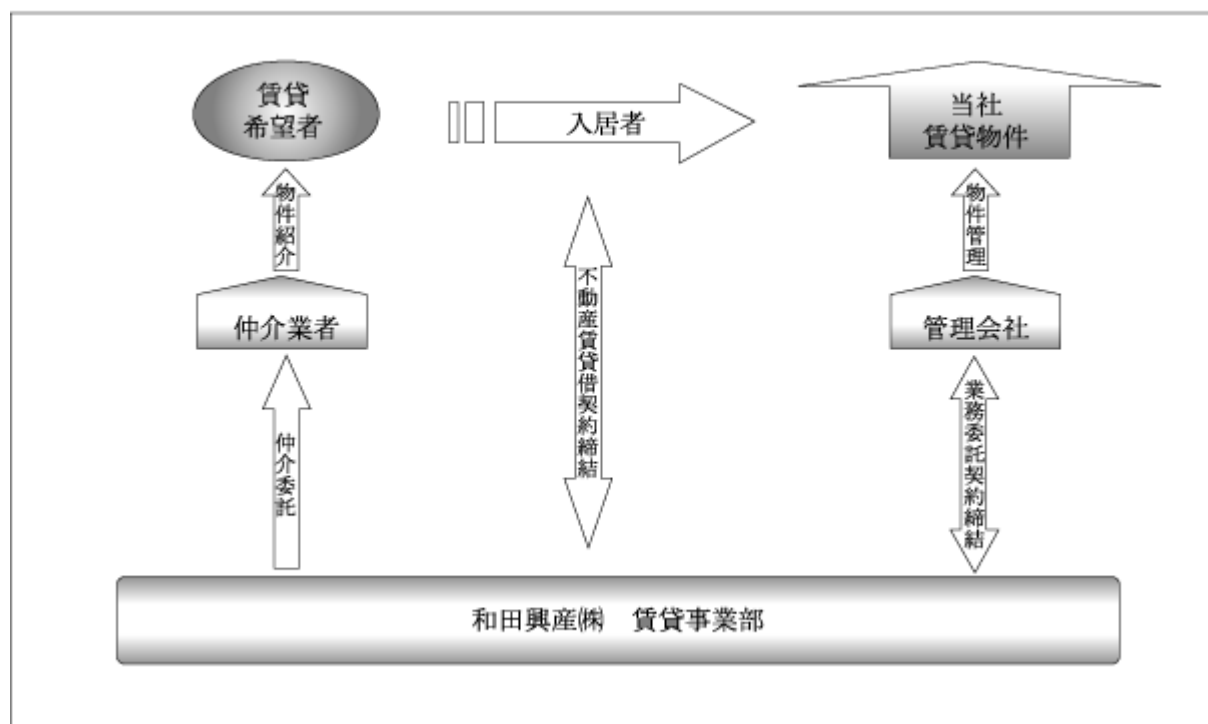 賃貸
希望者
入居者
当社
賃貸物件
物件紹介
物件管理
仲介業者
不動産賃貸借契約締結
管理会社
仲介委託
業務委託契約締結
和田興産㈱　賃貸事業部